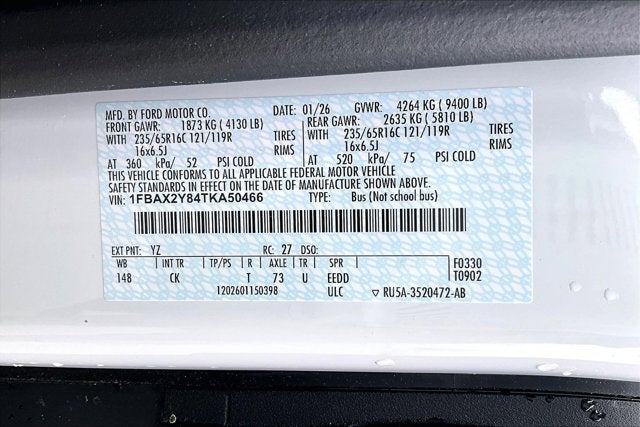 MFD. BY FORD MOTOR CO. DATE: 01/26 GVWR: 4264 KG ( 9400 LB)
FRONT GAWR: 1873 KG ( 4130 LB) REAR GAWR: 2635 KG ( 5810 LB)
WITH 235/65R16C 121/119R TIRES WITH 235/65R16C 121/119R TIRES
16x6.5J RIMS 16x6.5J RIMS
AT 360 kPa/ 52 PSI COLD AT 520 kPa/ 75 PSI COLD
THIS VEHICLE CONFORMS TO ALL APPLICABLE FEDERAL MOTOR VEHICLE
SAFETY STANDARDS IN EFFECT ON THE DATE OF MANUFACTURE SHOWN ABOVE.
VIN: 1FBAX2Y84TKA50466 TYPE: Bus (Not school bus)
EXT PNT: YZ RC: 27 DSO: F0330
WB INT TR TP/PS R AXLE TR SPR T0902
148 CK T 73 U EEDD
1202601150398 ULC ▽ RU5A-3520472-AB